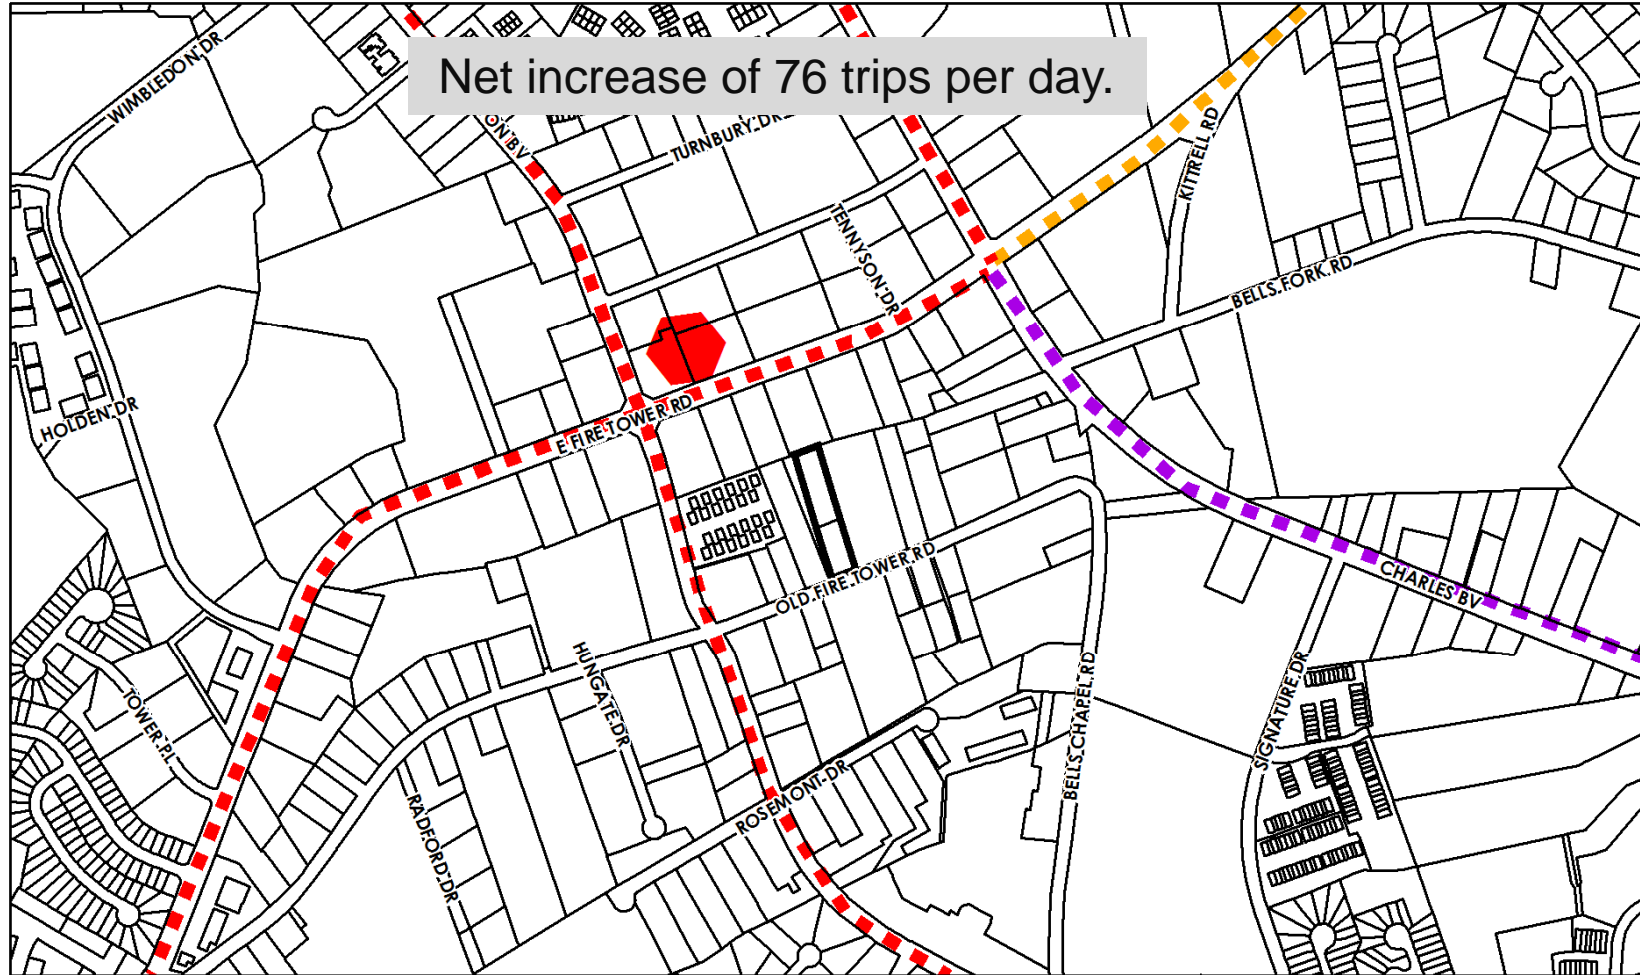 WIMBLEDON DR
Net increase of 76 trips per day.
ON BV
TURNBURY DR
KITTRELL RD
TENNYSON DR
BELLS FORK RD
HOLDEN DR
E FIRE TOWER RD
OLD FIRE TOWER RD
CHARLES BV
HUNGATE DR
TOWER PL
BELLS CHAPEL RD
SIGNATURE DR
ROSEMONT DR
RADFORD DR